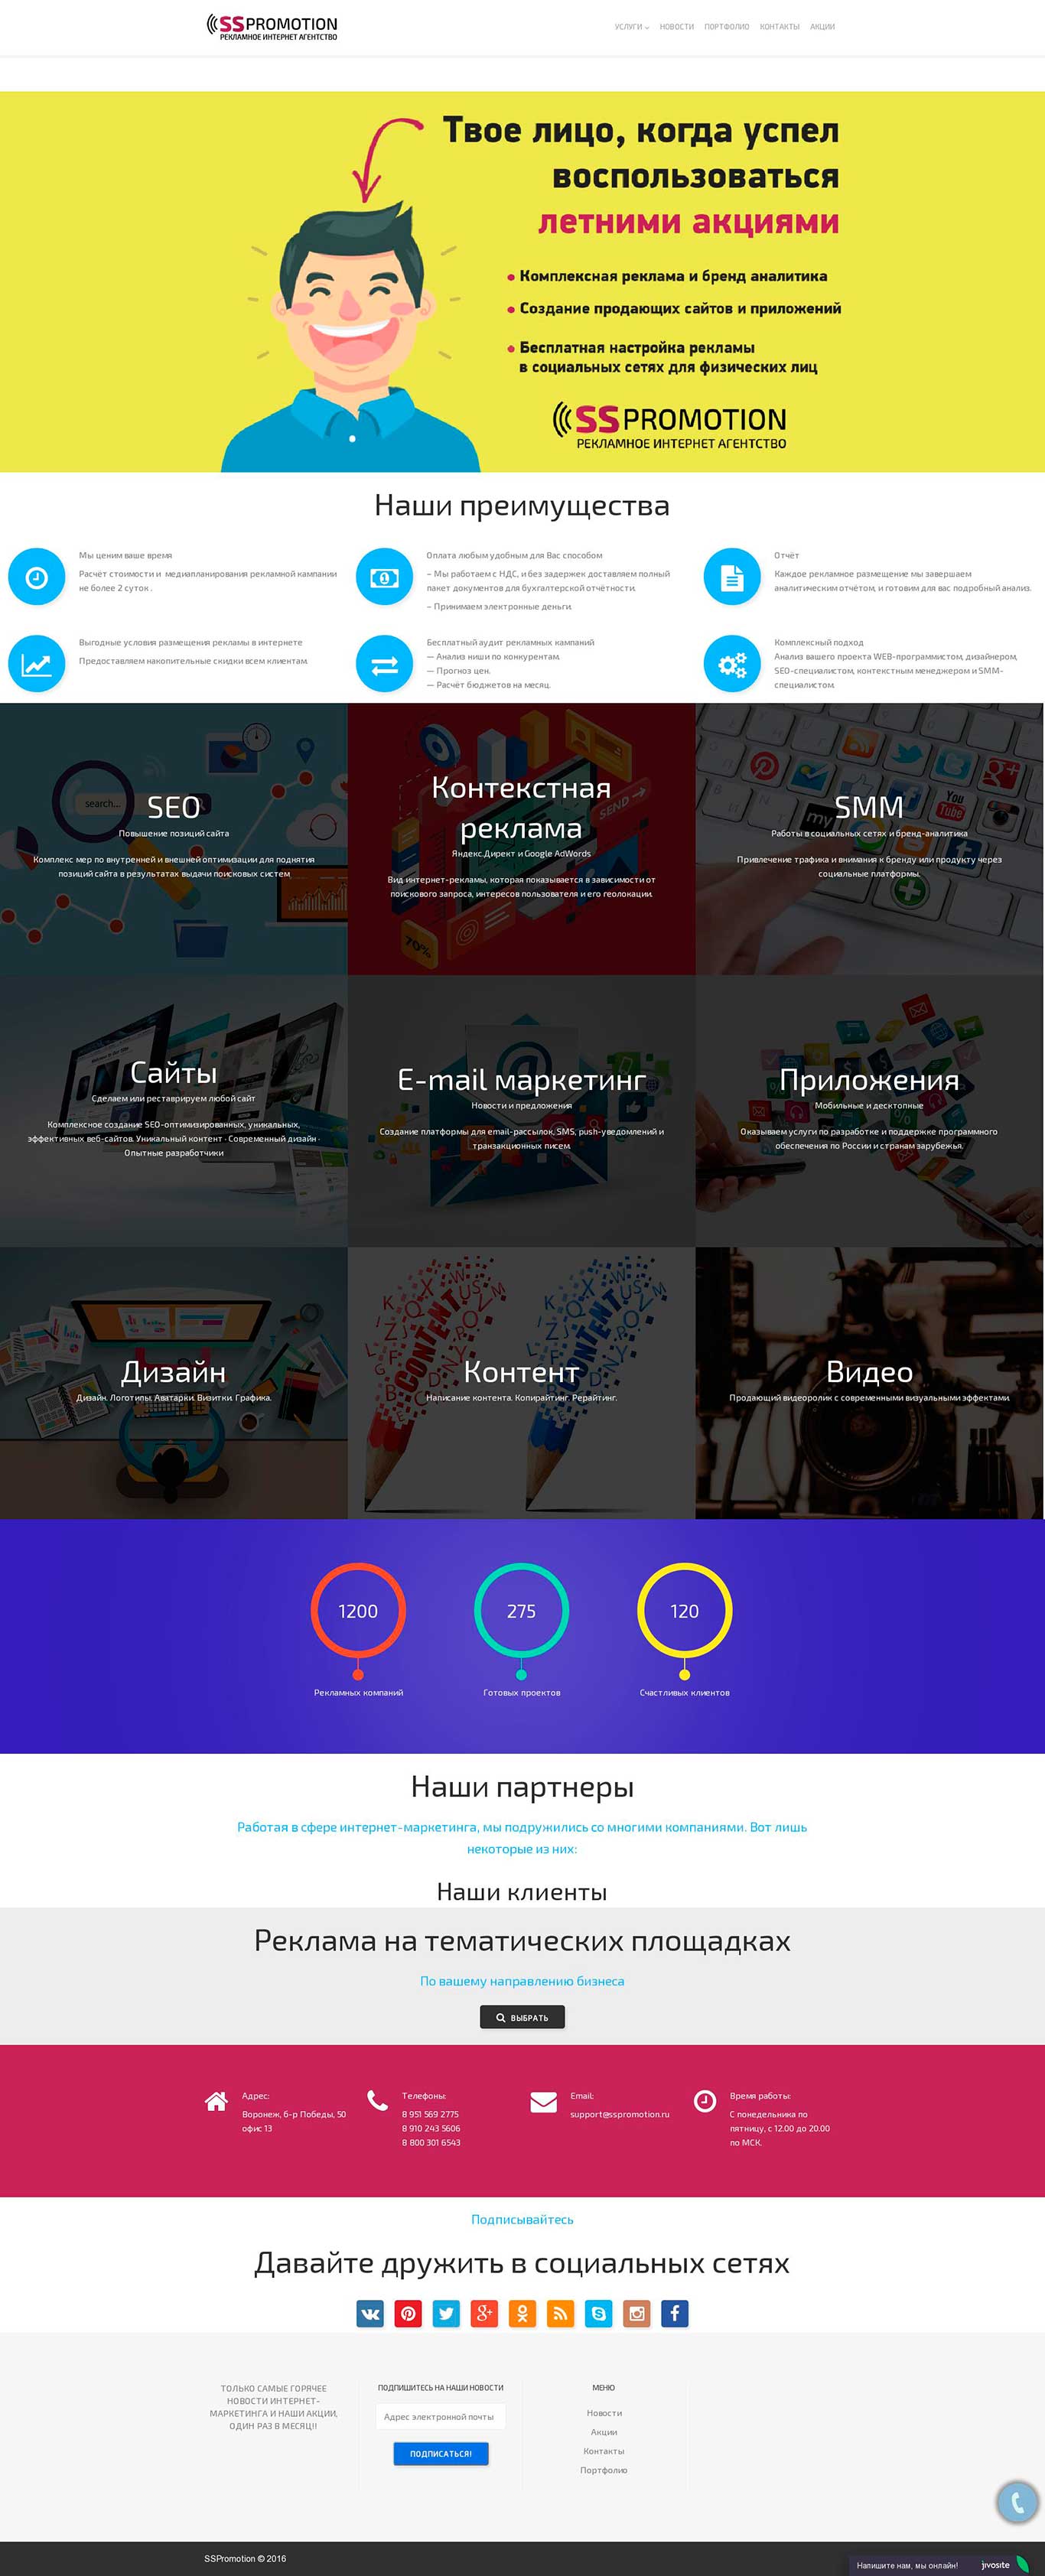 SSPROMOTION
РЕКЛАМНОЕ ИНТЕРНЕТ АГЕНТСТВО
УСЛУГИ НОВОСТИ ПОРТФОЛИО КОНТАКТЫ АКЦИИ
Твое лицо, когда успел
воспользоваться
летними акциями
• Комплексная реклама и бренд аналитика
• Создание продающих сайтов и приложений
• Бесплатная настройка рекламы
в социальных сетях для физических лиц
SSPROMOTION
РЕКЛАМНОЕ ИНТЕРНЕТ АГЕНТСТВО
Наши преимущества
Мы ценим ваше время
Расчёт стоимости и медиапланирования рекламной кампании
не более 2 суток .
Оплата любым удобным для Вас способом
– Мы работаем с НДС, и без задержек доставляем полный
пакет документов для бухгалтерской отчётности.
– Принимаем электронные деньги.
Отчёт
Каждое рекламное размещение мы завершаем
аналитическим отчётом, и готовим для вас подробный анализ.
Выгодные условия размещения рекламы в интернете
Предоставляем накопительные скидки всем клиентам.
Бесплатный аудит рекламных кампаний
— Анализ ниши по конкурентам.
— Прогноз цен.
— Расчёт бюджетов на месяц.
Комплексный подход
Анализ вашего проекта WEB-программистом, дизайнером,
SEO-специалистом, контекстным менеджером и SMM-
специалистом.
search...
SEO
Повышение позиций сайта
Комплекс мер по внутренней и внешней оптимизации для поднятия
позиций сайта в результатах выдачи поисковых систем
SEND
Контекстная
реклама
Яндекс.Директ и Google AdWords
Вид интернет-рекламы, которая показывается в зависимости от
поискового запроса, интересов пользователя и его геолокации.
70%
You
Tube
my
SMM
Работы в социальных сетях и бренд-аналитика
Привлечение трафика и внимания к бренду или продукту через
социальные платформы.
Сайты
Сделаем или реставрируем любой сайт
Комплексное создание SEO-оптимизированных, уникальных,
эффективных веб-сайтов. Уникальный контент · Современный дизайн ·
Опытные разработчики
E-mail маркетинг
Новости и предложения
Создание платформы для email-рассылок, SMS, push-уведомлений и
транзакционных писем.
Приложения
Мобильные и десктопные
Оказываем услуги по разработке и поддержке программного
обеспечения по России и странам зарубежья.
Дизайн
Дизайн. Логотипы. Аватарки. Визитки. Графика.
CONTENT
CONTENT
Контент
Написание контента. Копирайтинг. Рерайтинг.
Видео
Продающий видеоролик с современными визуальными эффектами.
1200
275
120
Рекламных компаний
Готовых проектов
Счастливых клиентов
Наши партнеры
Работая в сфере интернет-маркетинга, мы подружились со многими компаниями. Вот лишь
некоторые из них:
Наши клиенты
Реклама на тематических площадках
По вашему направлению бизнеса
ВЫБРАТЬ
Адрес:
Воронеж, б-р Победы, 50
офис 13
Телефоны:
8 951 569 2775
8 910 243 5606
8 800 301 6543
Email:
support@sspromotion.ru
Время работы:
С понедельника по
пятницу, с 12.00 до 20.00
по МСК.
Подписывайтесь
Давайте дружить в социальных сетях
ТОЛЬКО САМЫЕ ГОРЯЧЕЕ
НОВОСТИ ИНТЕРНЕТ-
МАРКЕТИНГА И НАШИ АКЦИИ,
ОДИН РАЗ В МЕСЯЦ!!
ПОДПИШИТЕСЬ НА НАШИ НОВОСТИ
Адрес электронной почты
ПОДПИСАТЬСЯ!
МЕНЮ
Новости
Акции
Контакты
Портфолио
SSPromotion © 2016
Напишите нам, мы онлайн!
jivosite